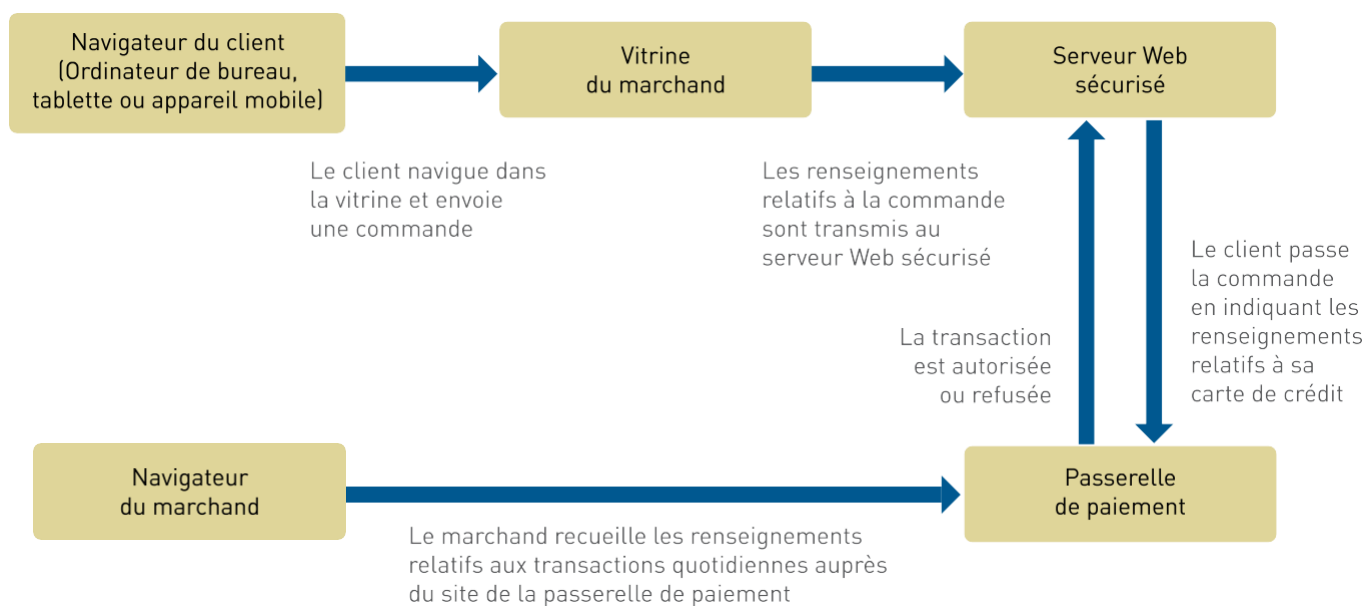 Navigateur du client
(Ordinateur de bureau,
tablette ou appareil mobile)
Vitrine
du marchand
Serveur Web
sécurisé
Le client navigue dans
la vitrine et envoie
une commande
Les renseignements
relatifs à la commande
sont transmis au
serveur Web sécurisé
Le client passe
la commande
en indiquant les
renseignements
relatifs à sa
carte de crédit
La transaction
est autorisée
ou refusée
Navigateur
du marchand
Passerelle
de paiement
Le marchand recueille les renseignements
relatifs aux transactions quotidiennes auprès
du site de la passerelle de paiement